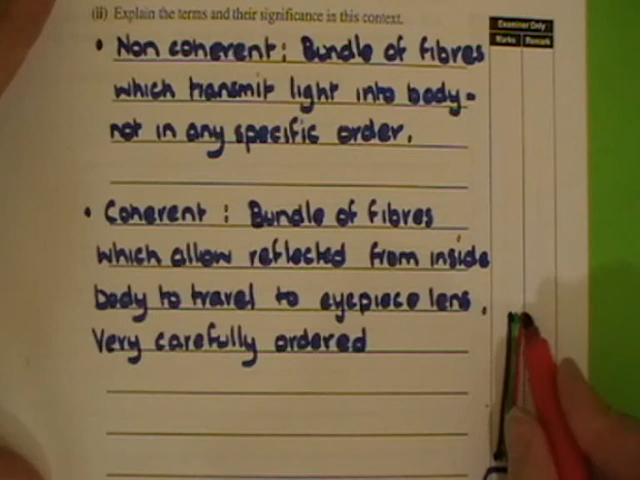 (ii) Explain the terms and their significance in this context.
Examiner Only
Marks Remark
• Non coherent: Bundle of fibres
which transmit light into body -
not in any specific order.
• Coherent: Bundle of fibres
which allow reflected from inside
body to travel to eyepiece lens.
Very carefully ordered